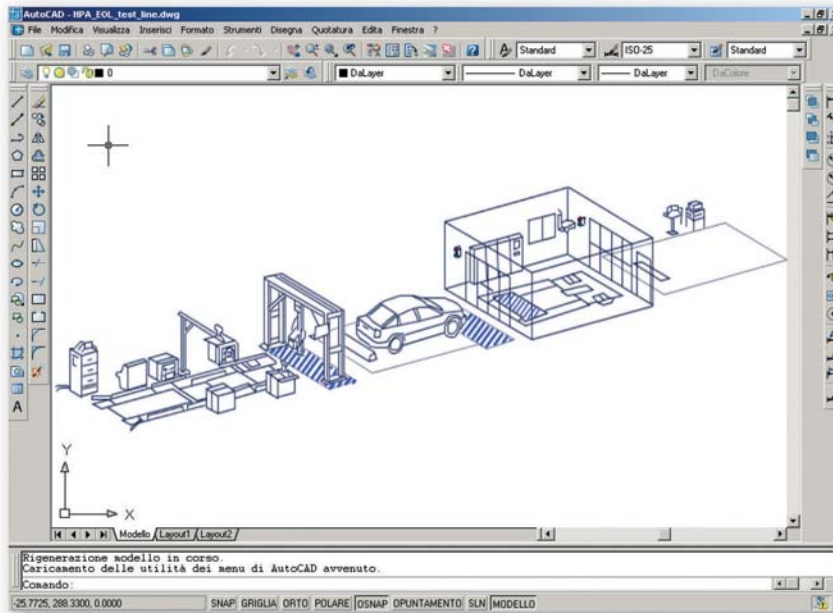 AutoCAD - HPA_EOL_test_line.dwg
File Modifica Visualizza Inserisci Formato Strumenti Disegna Quotatura Edita Finestra ?
Standard ISO-25 Standard
0 DaLayer DaLayer DaLayer DaColore
A
Y
X
Modello Layout1 Layout2
Rigenerazione modello in corso.
Caricamento delle utilità dei menu di AutoCAD avvenuto.
Comando:
-25.7725, 288.3300, 0.0000 SNAP GRIGLIA ORTO POLARE OSNAP OPUNTAMENTO SLN MODELLO